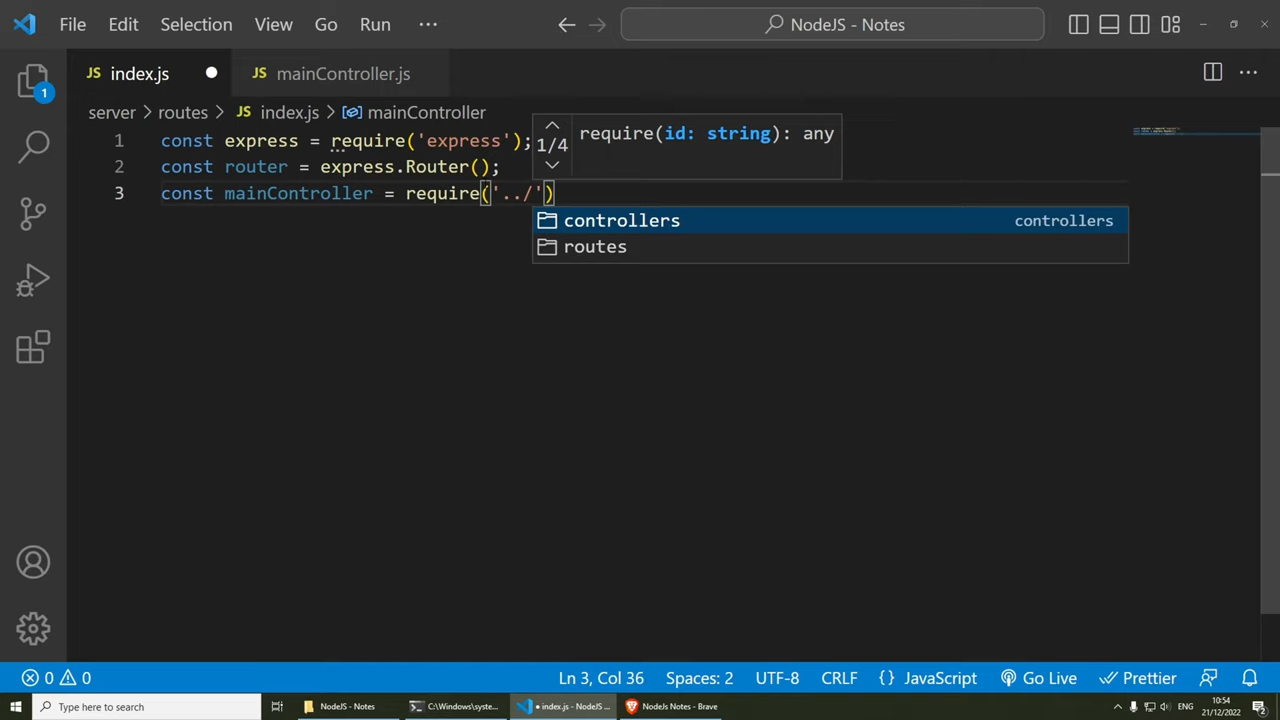 File Edit Selection View Go Run ··· NodeJS - Notes
JS index.js
JS mainController.js
server > routes > JS index.js > mainController
1 const express = require('express');
2 const router = express.Router();
3 const mainController = require('../')
1/4 require(id: string): any
controllers controllers
routes
1
0 0 Ln 3, Col 36 Spaces: 2 UTF-8 CRLF {} JavaScript Go Live Prettier
Type here to search NodeJS - Notes C:\Windows\syste... index.js - NodeJS ... NodeJs Notes - Brave ENG 10:54
21/12/2022 2